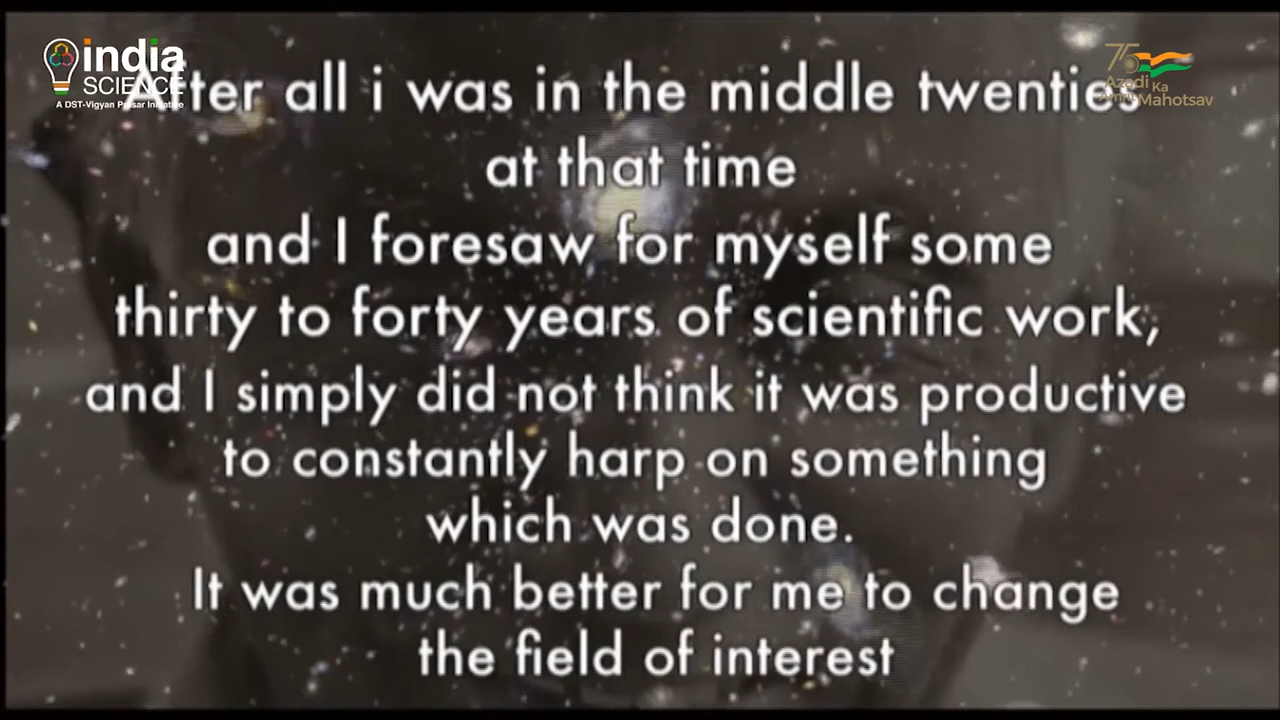 india
SCIENCE
A DST-Vigyan Prasar Initiative
75
Azadi Ka
Amrit Mahotsav
After all i was in the middle twenties
at that time
and I foresaw for myself some
thirty to forty years of scientific work,
and I simply did not think it was productive
to constantly harp on something
which was done.
It was much better for me to change
the field of interest